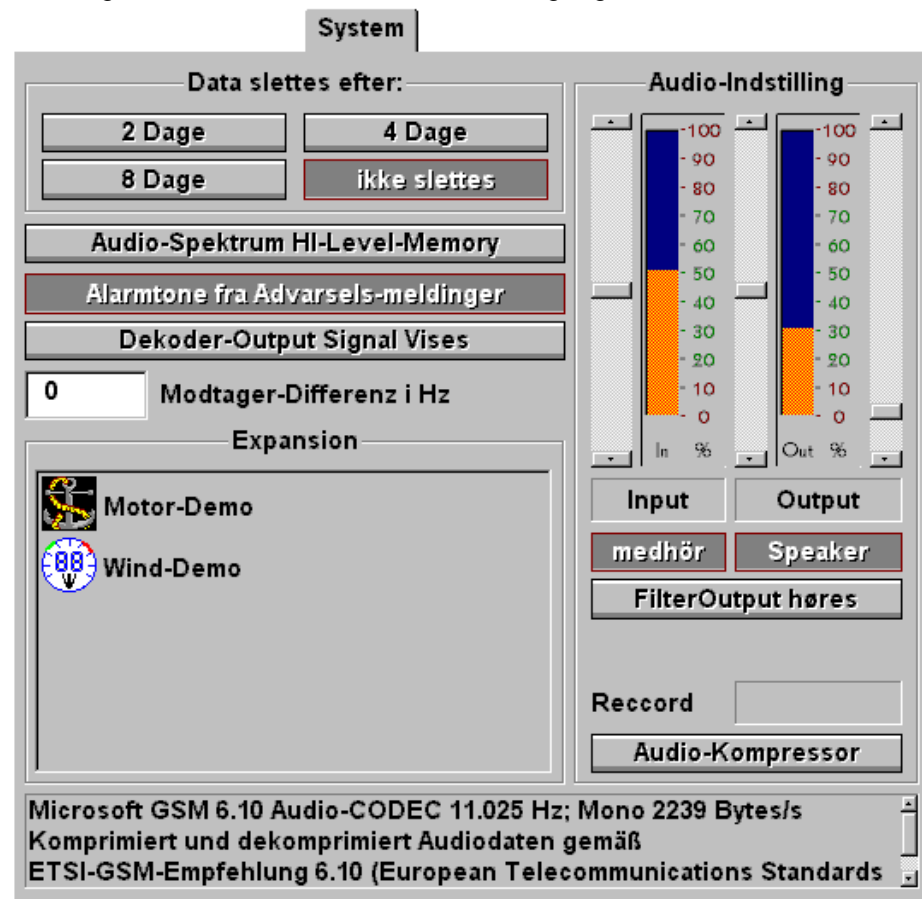 System
Data slettes efter:
2 Dage
4 Dage
8 Dage
ikke slettes
Audio-Spektrum HI-Level-Memory
Alarmtone fra Advarsels-meldinger
Dekoder-Output Signal Vises
0 Modtager-Differenz i Hz
Expansion
Motor-Demo
Wind-Demo
Audio-Indstilling
100
90
80
70
60
50
40
30
20
10
0
In %
100
90
80
70
60
50
40
30
20
10
0
Out %
Input
Output
medhör
Speaker
FilterOutput høres
Reccord
Audio-Kompressor
Microsoft GSM 6.10 Audio-CODEC 11.025 Hz; Mono 2239 Bytes/s
Komprimiert und dekomprimiert Audiodaten gemäß
ETSI-GSM-Empfehlung 6.10 (European Telecommunications Standards